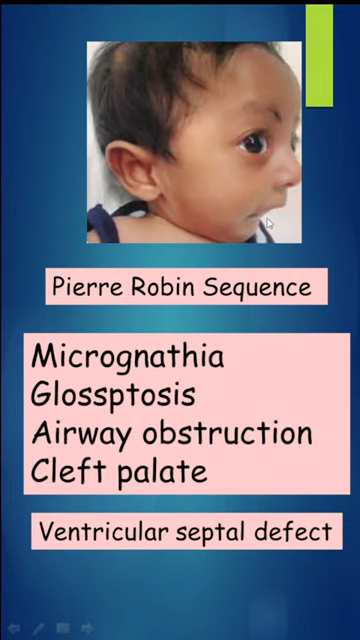 Pierre Robin Sequence
Micrognathia
Glossptosis
Airway obstruction
Cleft palate
Ventricular septal defect